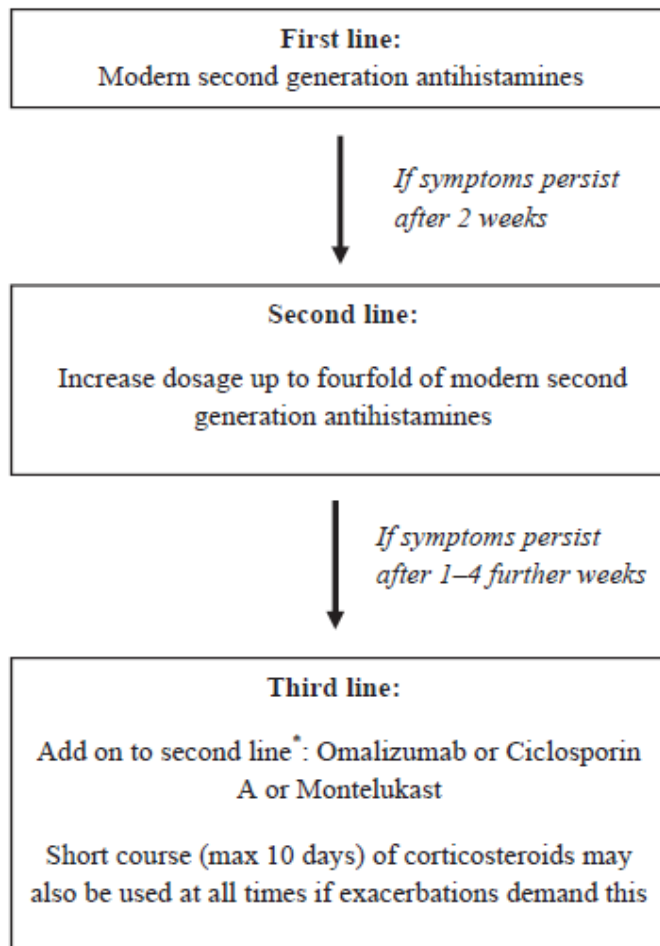 First line:
Modern second generation antihistamines
If symptoms persist
after 2 weeks
Second line:
Increase dosage up to fourfold of modern second
generation antihistamines
If symptoms persist
after 1–4 further weeks
Third line:
Add on to second line*: Omalizumab or Ciclosporin
A or Montelukast
Short course (max 10 days) of corticosteroids may
also be used at all times if exacerbations demand this